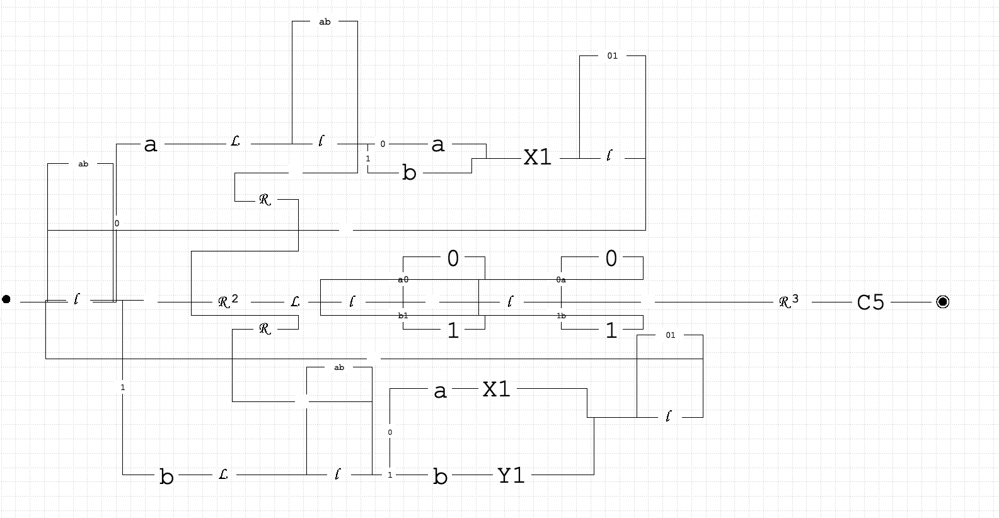 ab
01
a ℒ l 0 a
1
X1 l
ab
b
ℛ
0
0 0
a0 0a
l ℛ² ℒ l l ℛ³ C5
b1 1b
ℛ 1 1
01
ab
1
a X1
l
0
b ℒ l 1 b Y1